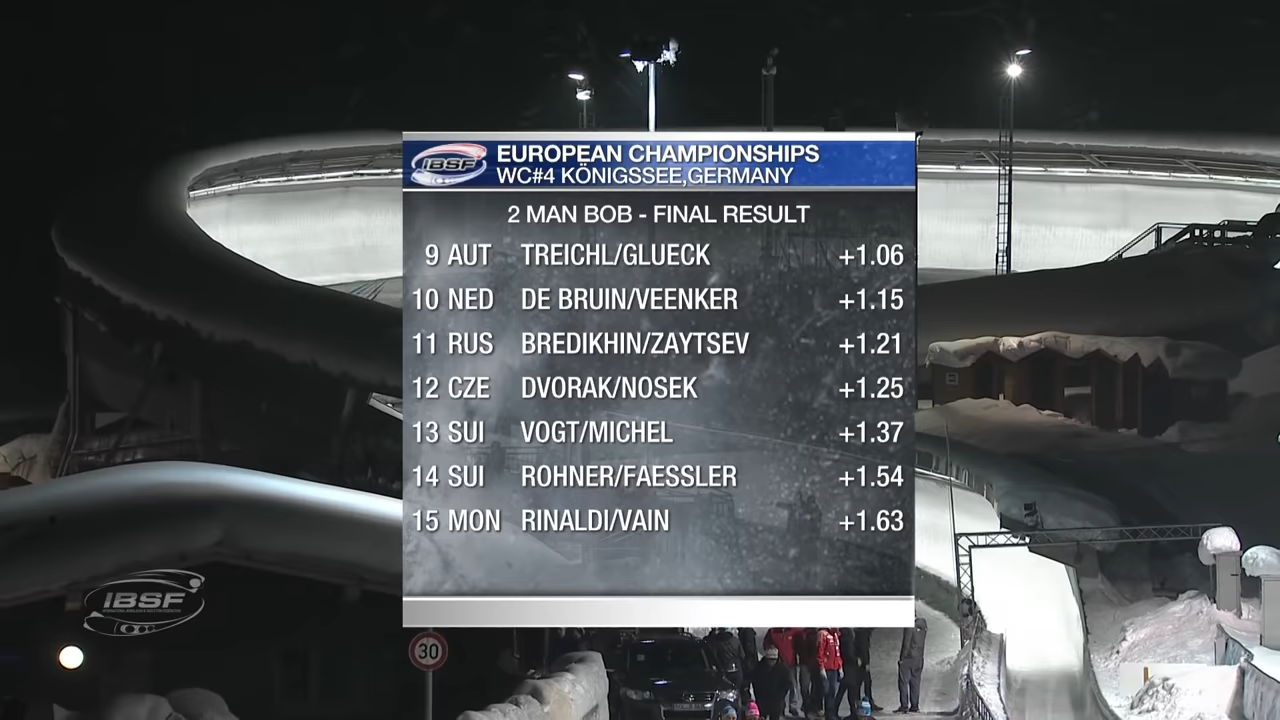 IBSF
EUROPEAN CHAMPIONSHIPS
WC#4 KÖNIGSSEE,GERMANY
2 MAN BOB - FINAL RESULT
9 AUT TREICHL/GLUECK +1.06
10 NED DE BRUIN/VEENKER +1.15
11 RUS BREDIKHIN/ZAYTSEV +1.21
12 CZE DVORAK/NOSEK +1.25
13 SUI VOGT/MICHEL +1.37
14 SUI ROHNER/FAESSLER +1.54
15 MON RINALDI/VAIN +1.63
IBSF
30